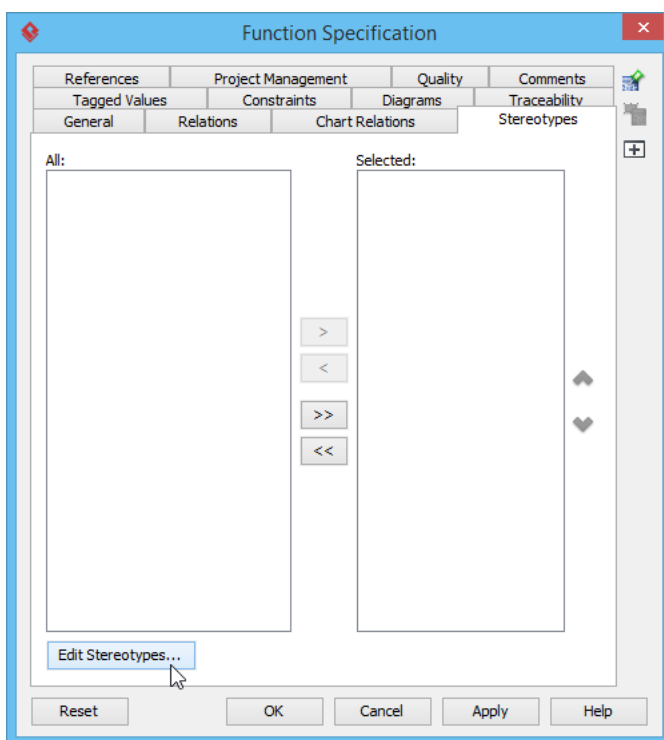 Function Specification
References Project Management Quality Comments
Tagged Values Constraints Diagrams Traceability
General Relations Chart Relations Stereotypes
All: Selected:
>
<
>>
<<
Edit Stereotypes...
Reset OK Cancel Apply Help